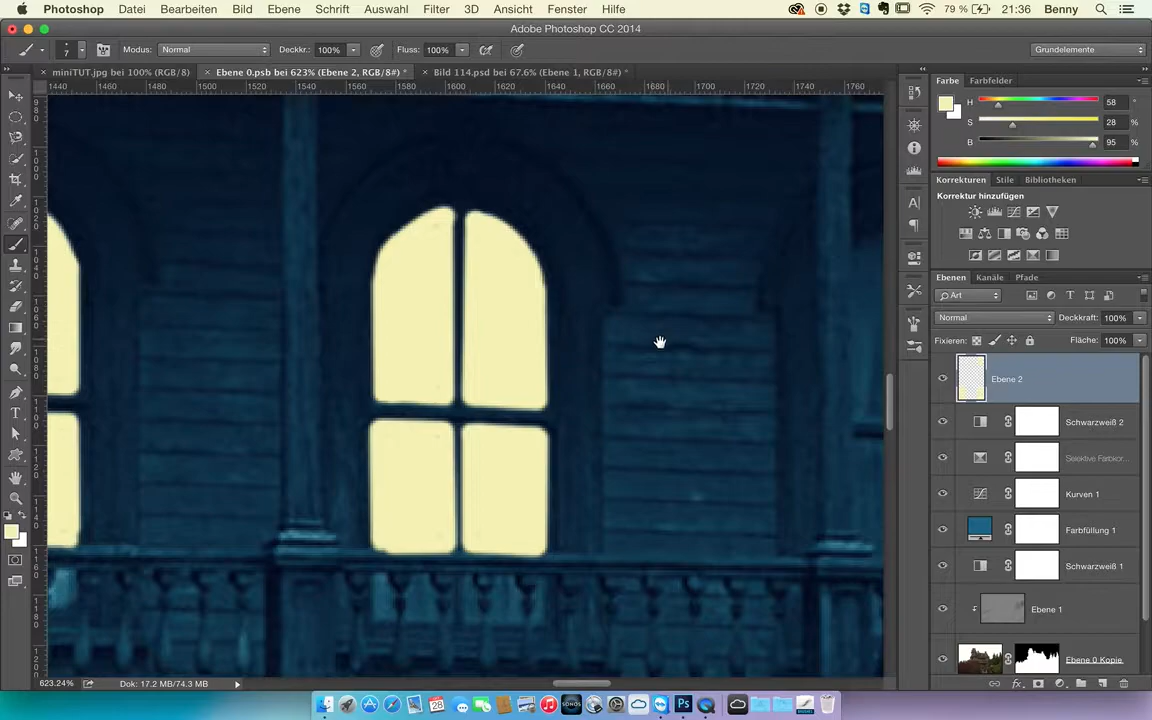 Photoshop Datei Bearbeiten Bild Ebene Schrift Auswahl Filter 3D Ansicht Fenster Hilfe 79 % 21:36 Benny
Adobe Photoshop CC 2014
7 Modus: Normal Deckkr.: 100% Fluss: 100% Grundelemente
× miniTUT.jpg bei 100% (RGB/8) × Ebene 0.psb bei 623% (Ebene 2, RGB/8#) * × Bild 114.psd bei 67.6% (Ebene 1, RGB/8#) *
1440 1460 1480 1500 1520 1540 1560 1580 1600 1620 1640 1660 1680 1700 1720 1740 1760
Farbe Farbfelder
H 58 °
S 28 %
B 95 %
Korrekturen Stile Bibliotheken
Korrektur hinzufügen
Ebenen Kanäle Pfade
Art
Normal Deckkraft: 100%
Fixieren: Fläche: 100%
Ebene 2
Schwarzweiß 2
Selektive Farbkor...
Kurven 1
Farbfüllung 1
Schwarzweiß 1
Ebene 1
Ebene 0 Kopie
623.24% Dok: 17.2 MB/74.3 MB